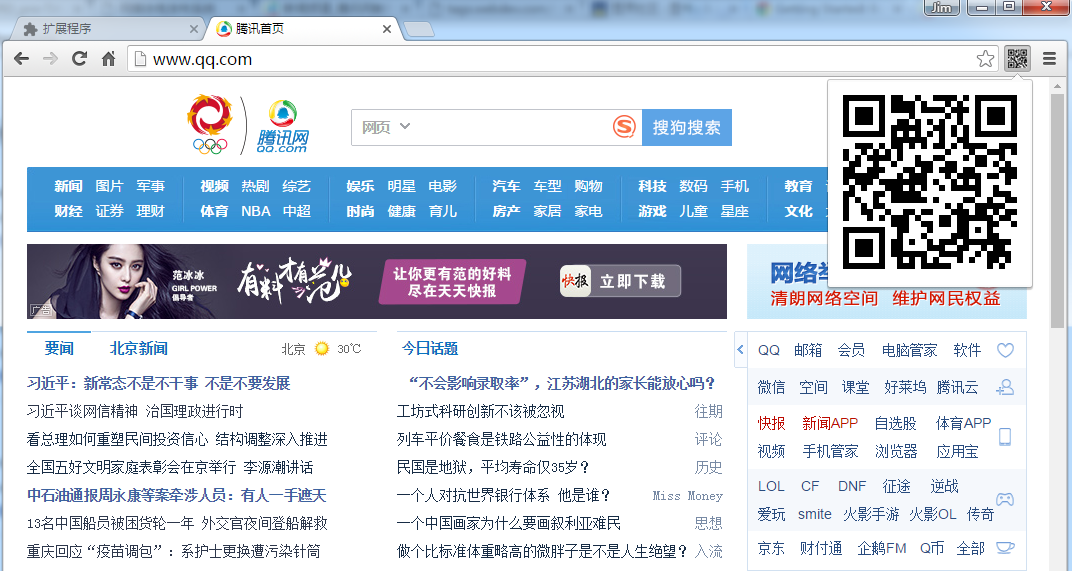 Jim
扩展程序
腾讯首页
www.qq.com
腾讯网
QQ.com
网页
搜狗搜索
新闻 图片 军事 视频 热剧 综艺 娱乐 明星 电影 汽车 车型 购物 科技 数码 手机 教育
财经 证券 理财 体育 NBA 中超 时尚 健康 育儿 房产 家居 家电 游戏 儿童 星座 文化
范冰冰
GIRL POWER
倡导者
有料才有范儿
让你更有范的好料
尽在天天快报
快报 立即下载
广告
网络举
清朗网络空间 维护网民权益
要闻 北京新闻 北京 30℃
习近平：新常态不是不干事 不是不要发展
习近平谈网信精神 治国理政进行时
看总理如何重塑民间投资信心 结构调整深入推进
全国五好文明家庭表彰会在京举行 李源潮讲话
中石油通报周永康等案牵涉人员：有人一手遮天
13名中国船员被困货轮一年 外交官夜间登船解救
重庆回应“疫苗调包”：系护士更换遭污染针筒
今日话题
“不会影响录取率”，江苏湖北的家长能放心吗？
工坊式科研创新不该被忽视 往期
列车平价餐食是铁路公益性的体现 评论
民国是地狱，平均寿命仅35岁？ 历史
一个人对抗世界银行体系 他是谁？ Miss Money
一个中国画家为什么要画叙利亚难民 思想
做个比标准体重略高的微胖子是不是人生绝望？ 入流
QQ 邮箱 会员 电脑管家 软件
微信 空间 课堂 好莱坞 腾讯云
快报 新闻APP 自选股 体育APP
视频 手机管家 浏览器 应用宝
LOL CF DNF 征途 逆战
爱玩 smite 火影手游 火影OL 传奇
京东 财付通 企鹅FM Q币 全部